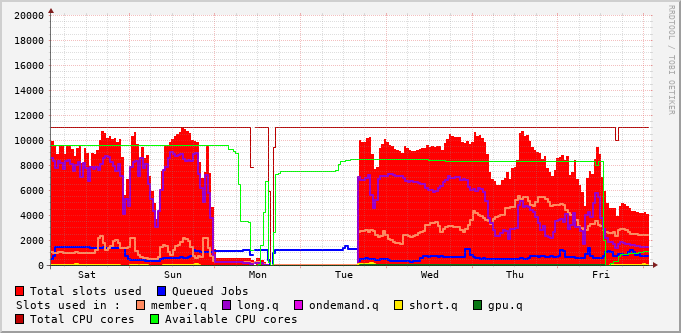 20000
18000
16000
14000
12000
10000
8000
6000
4000
2000
0
Sat Sun Mon Tue Wed Thu Fri
RRDTOOL / TOBI OETIKER
Total slots used Queued Jobs
Slots used in : member.q long.q ondemand.q short.q gpu.q
Total CPU cores Available CPU cores